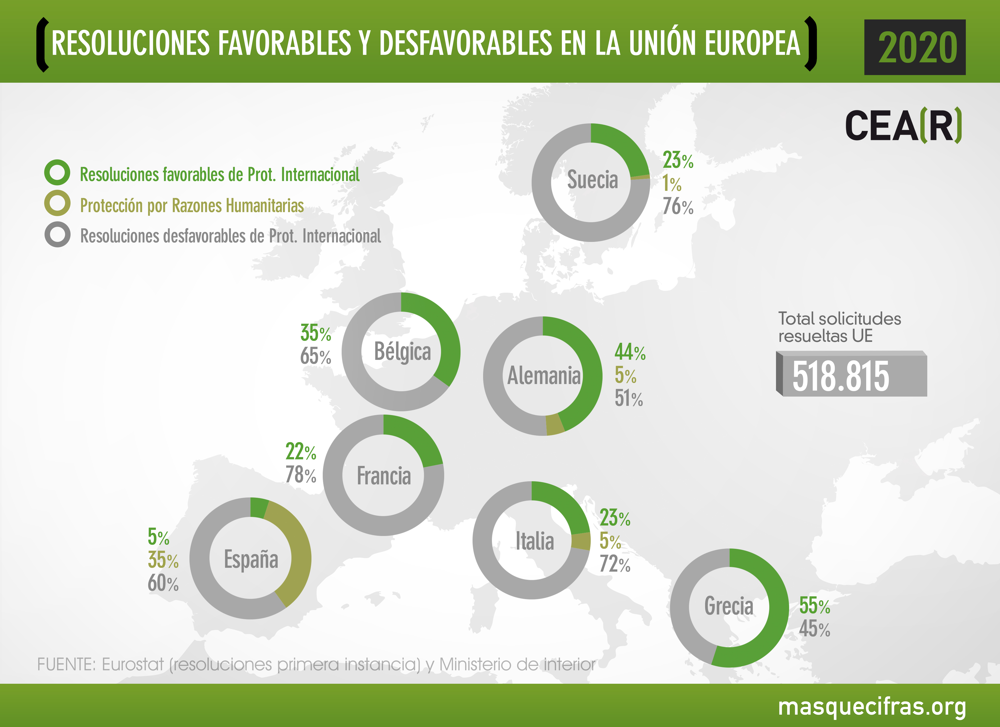 (RESOLUCIONES FAVORABLES Y DESFAVORABLES EN LA UNIÓN EUROPEA)
2020
CEA(R)
Resoluciones favorables de Prot. Internacional
Protección por Razones Humanitarias
Resoluciones desfavorables de Prot. Internacional
Suecia
23%
1%
76%
Bélgica
35%
65%
Alemania
44%
5%
51%
Total solicitudes
resueltas UE
518.815
Francia
22%
78%
España
5%
35%
60%
Italia
23%
5%
72%
Grecia
55%
45%
FUENTE: Eurostat (resoluciones primera instancia) y Ministerio de interior
masquecifras.org